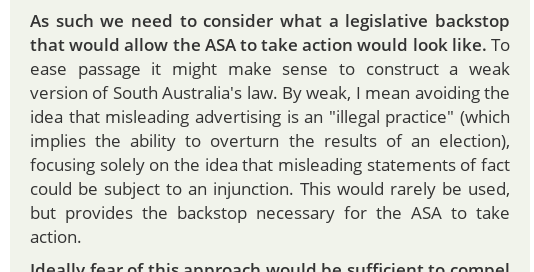 As such we need to consider what a legislative backstop
that would allow the ASA to take action would look like. To
ease passage it might make sense to construct a weak
version of South Australia's law. By weak, I mean avoiding the
idea that misleading advertising is an "illegal practice" (which
implies the ability to overturn the results of an election),
focusing solely on the idea that misleading statements of fact
could be subject to an injunction. This would rarely be used,
but provides the backstop necessary for the ASA to take
action.
Ideally fear of this approach would be sufficient to compel